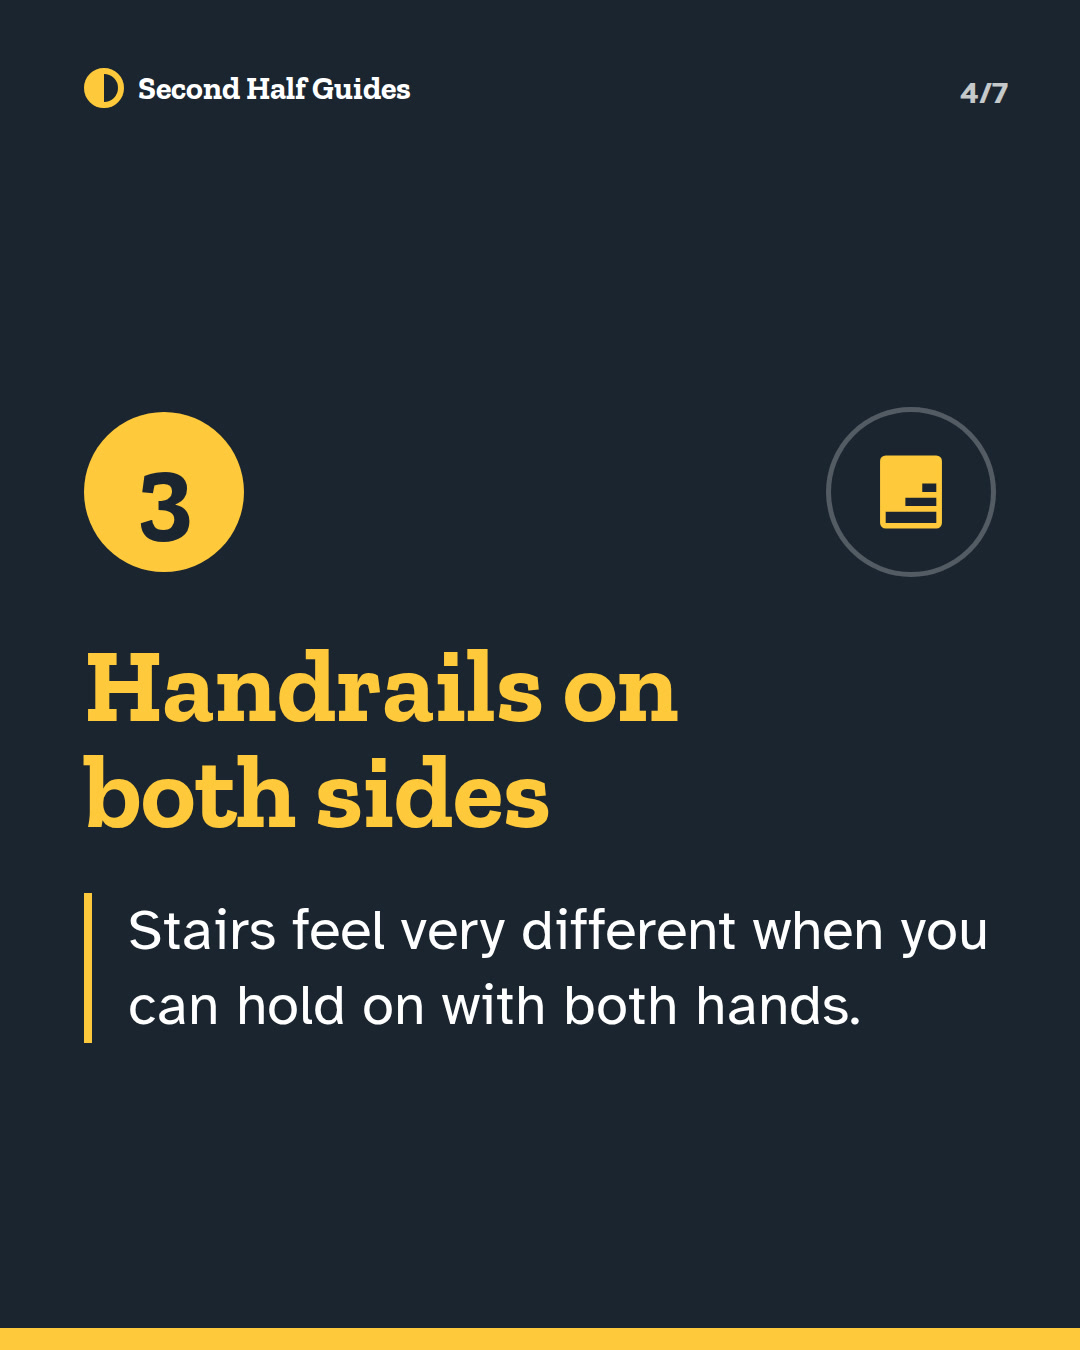 Second Half Guides
4/7
3
Handrails on
both sides
Stairs feel very different when you
can hold on with both hands.